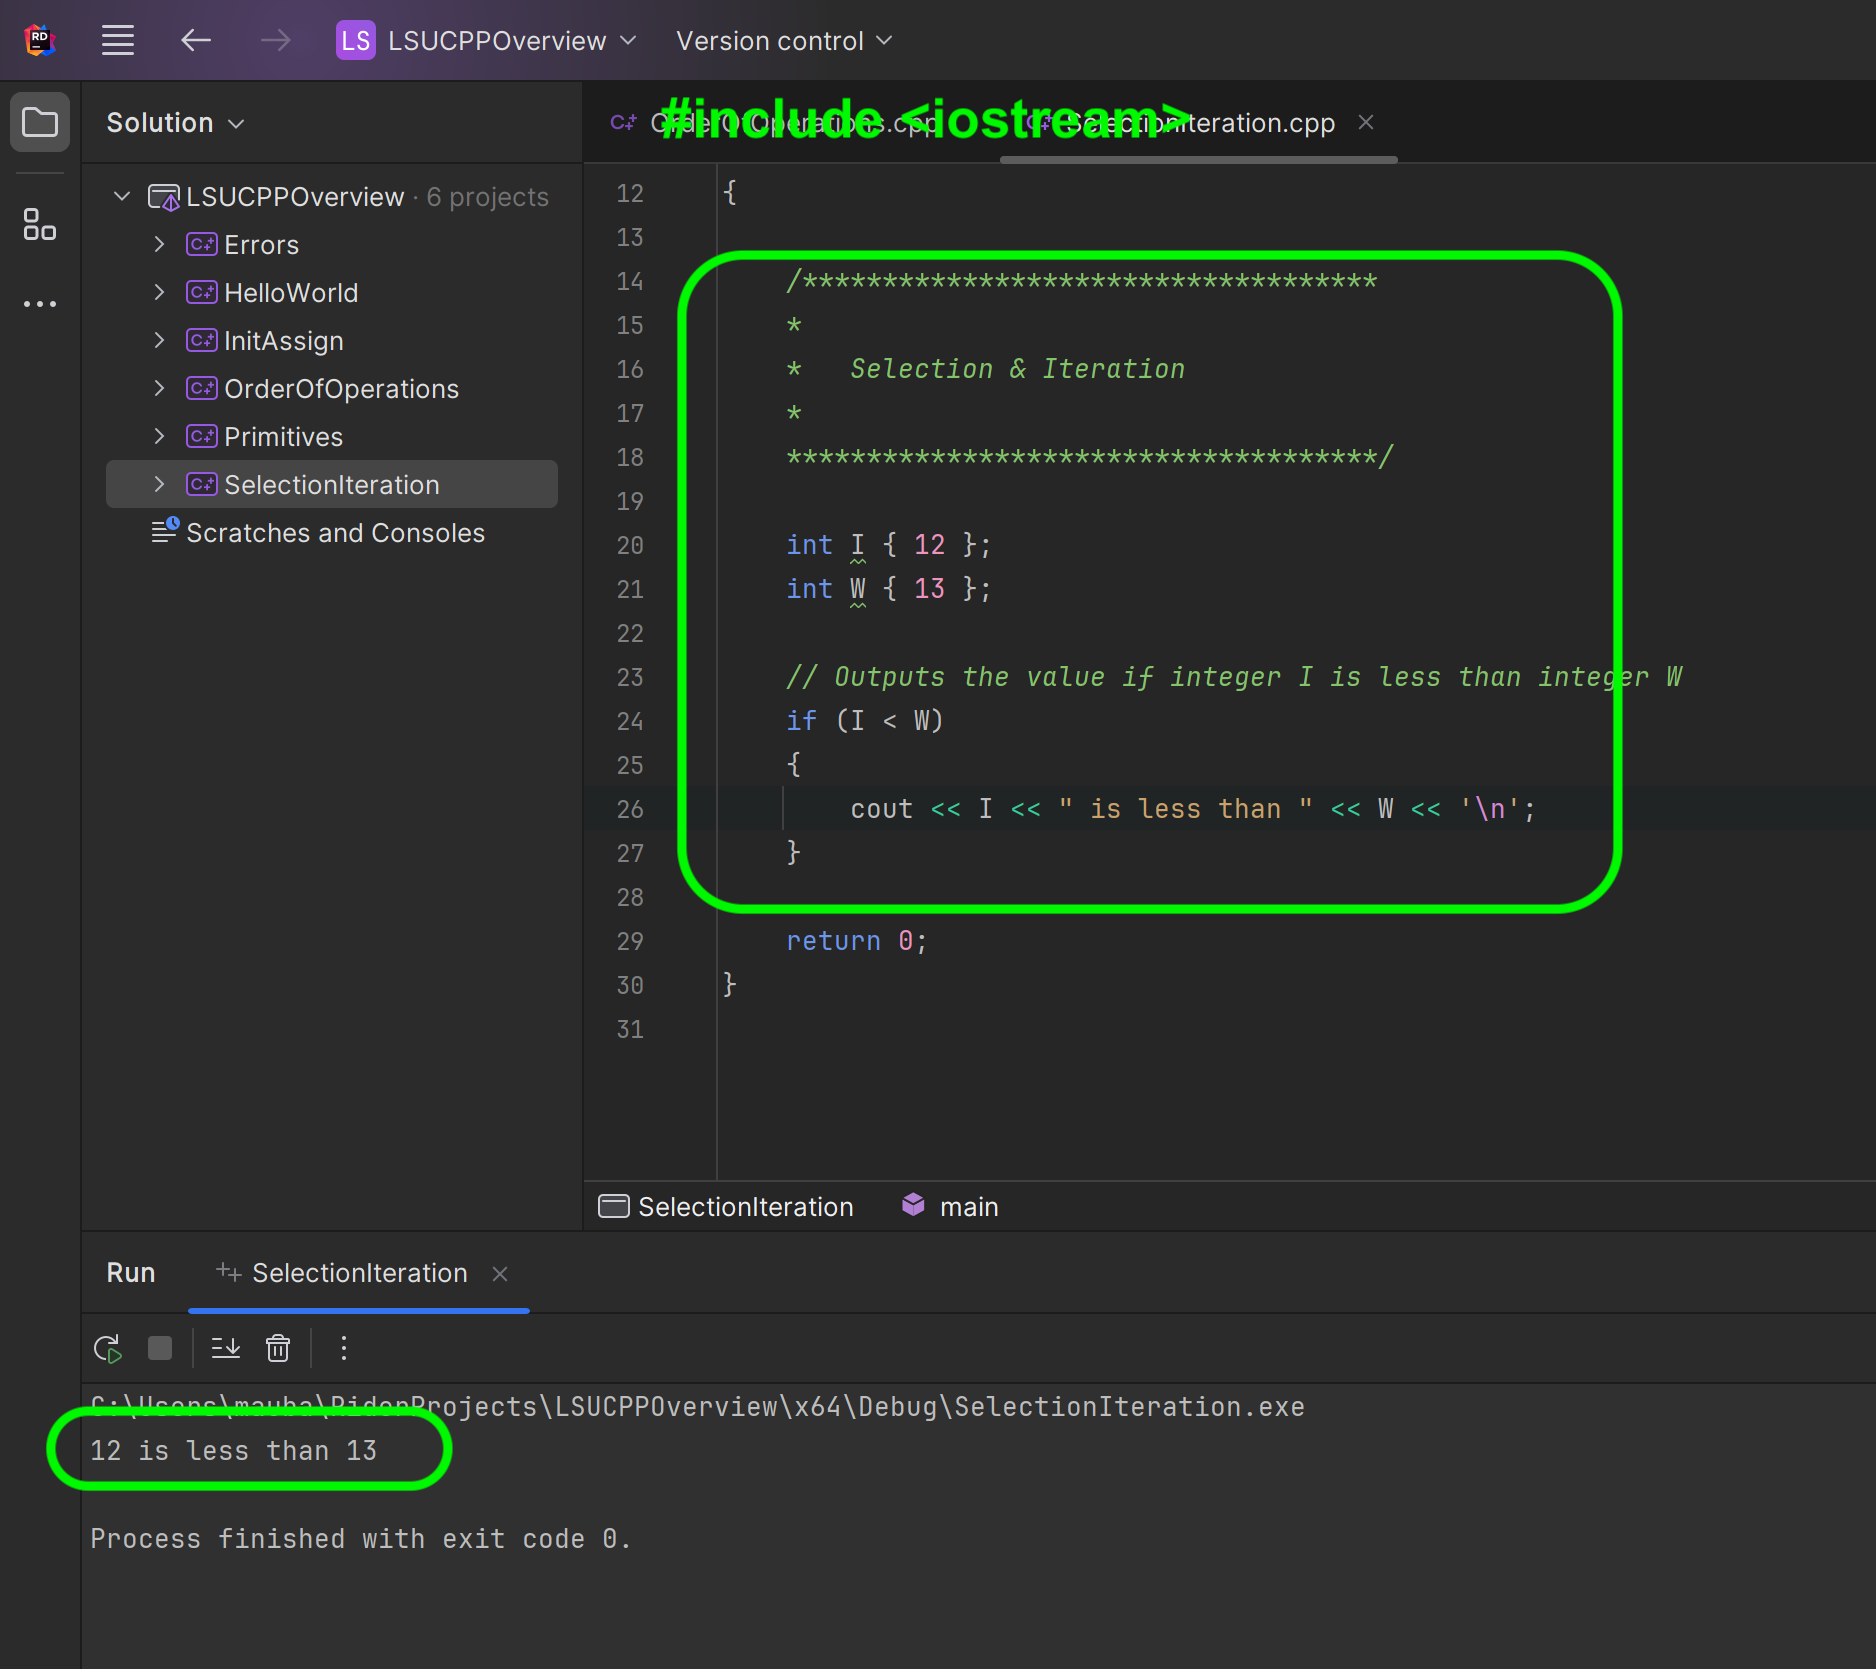 RD
LS LSUCPPOverview Version control
Solution
#include <iostream>
OrderOfOperations.cpp SelectionIteration.cpp
LSUCPPOverview · 6 projects
Errors
HelloWorld
InitAssign
OrderOfOperations
Primitives
SelectionIteration
Scratches and Consoles
12 {
13
14 /************************************
15 *
16 * Selection & Iteration
17 *
18 *************************************/
19
20 int I { 12 };
21 int W { 13 };
22
23 // Outputs the value if integer I is less than integer W
24 if (I < W)
25 {
26 cout << I << " is less than " << W << '\n';
27 }
28
29 return 0;
30 }
31
SelectionIteration main
Run SelectionIteration
C:\Users\mauba\RiderProjects\LSUCPPOverview\x64\Debug\SelectionIteration.exe
12 is less than 13
Process finished with exit code 0.